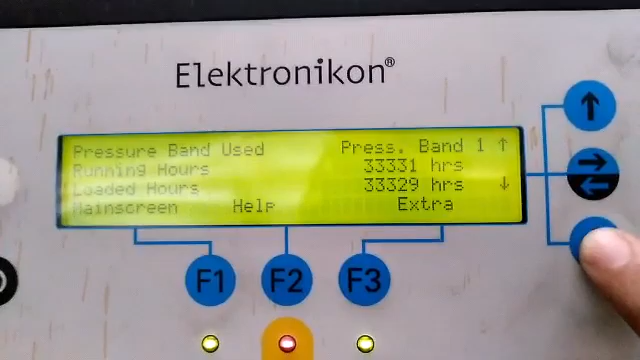 Elektronikon®
Pressure Band Used Press. Band 1 ↑
Running Hours 33331 hrs
Loaded Hours 33329 hrs ↓
Mainscreen Help Extra
F1 F2 F3